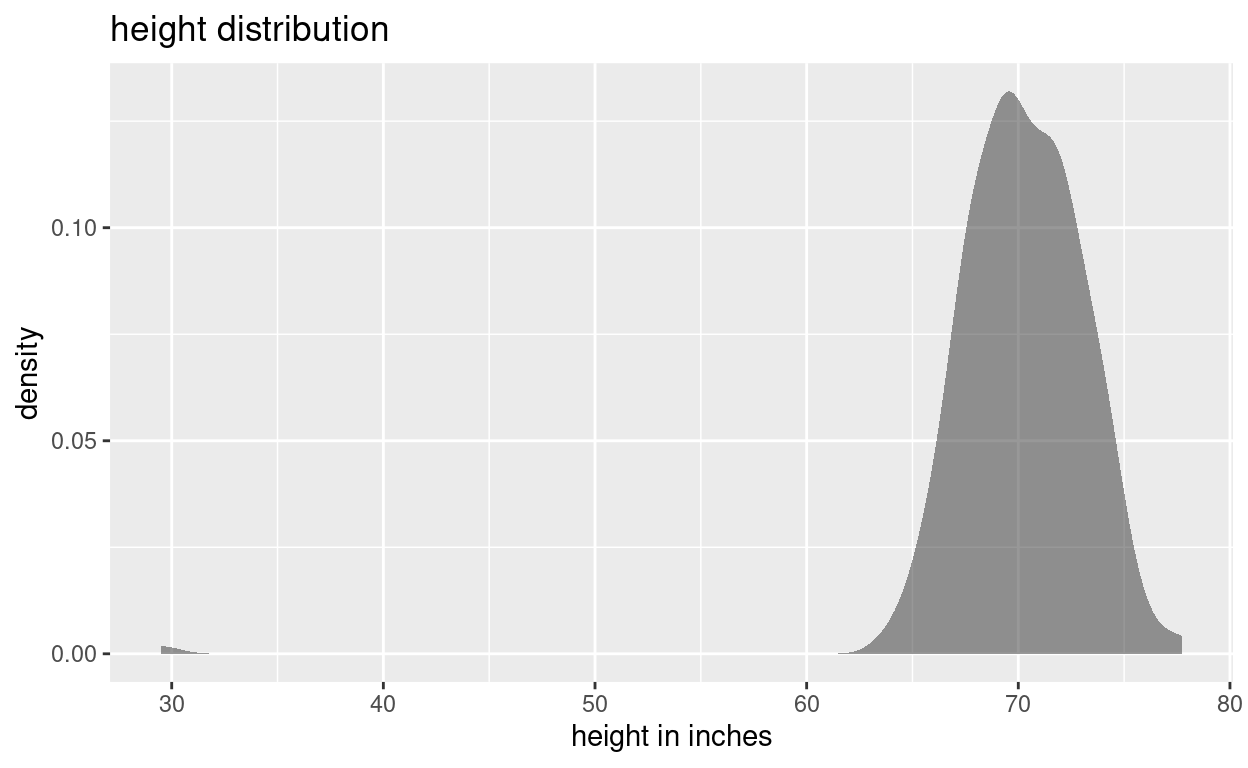 height distribution
0.10
0.05
0.00
density
30 40 50 60 70 80
height in inches